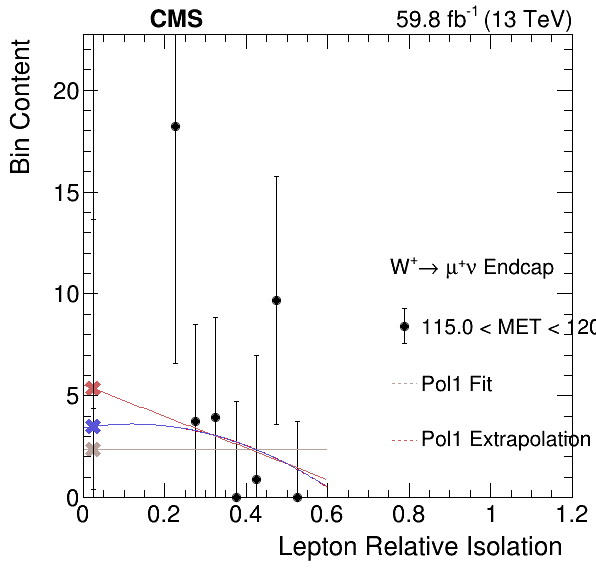 CMS
59.8 fb⁻¹ (13 TeV)
Bin Content
20
15
10
5
0
W⁺→ μ⁺ν Endcap
115.0 < MET < 120
Pol1 Fit
Pol1 Extrapolation
0 0.2 0.4 0.6 0.8 1 1.2
Lepton Relative Isolation